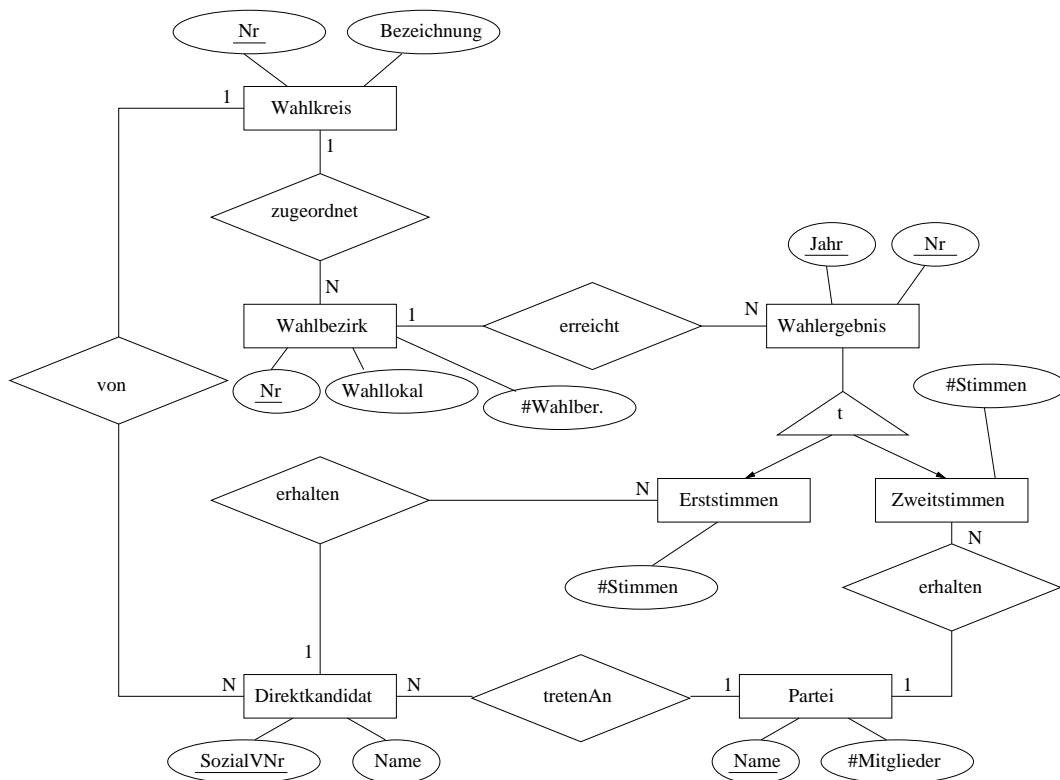 Nr
Bezeichnung
1
Wahlkreis
1
zugeordnet
Jahr
Nr
N
1
N
Wahlbezirk
erreicht
Wahlergebnis
von
Nr
Wahllokal
#Wahlber.
#Stimmen
t
erhalten
N
Erststimmen
Zweitstimmen
N
#Stimmen
erhalten
1
N
Direktkandidat
N
tretenAn
1
Partei
1
SozialVNr
Name
Name
#Mitglieder